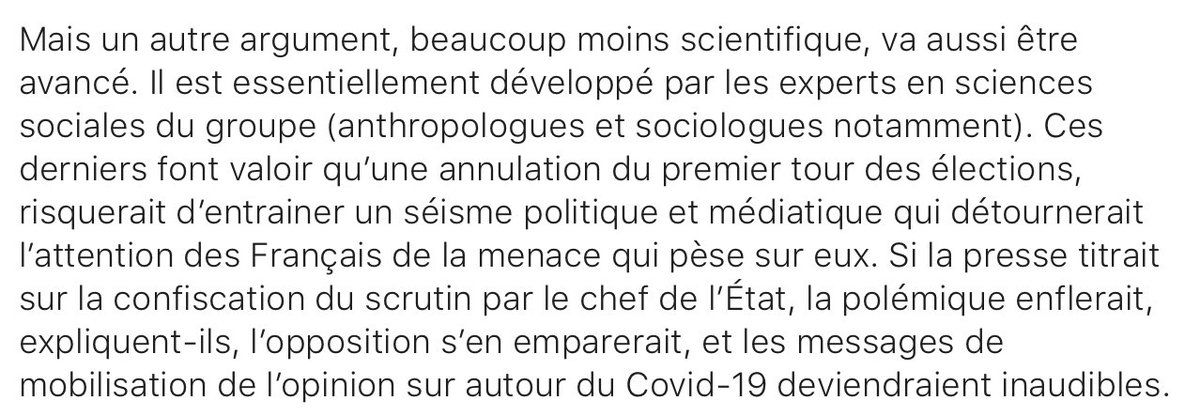 Mais un autre argument, beaucoup moins scientifique, va aussi être
avancé. Il est essentiellement développé par les experts en sciences
sociales du groupe (anthropologues et sociologues notamment). Ces
derniers font valoir qu’une annulation du premier tour des élections,
risquerait d’entrainer un séisme politique et médiatique qui détournerait
l’attention des Français de la menace qui pèse sur eux. Si la presse titrait
sur la confiscation du scrutin par le chef de l’État, la polémique enflerait,
expliquent-ils, l’opposition s’en emparerait, et les messages de
mobilisation de l’opinion sur autour du Covid-19 deviendraient inaudibles.